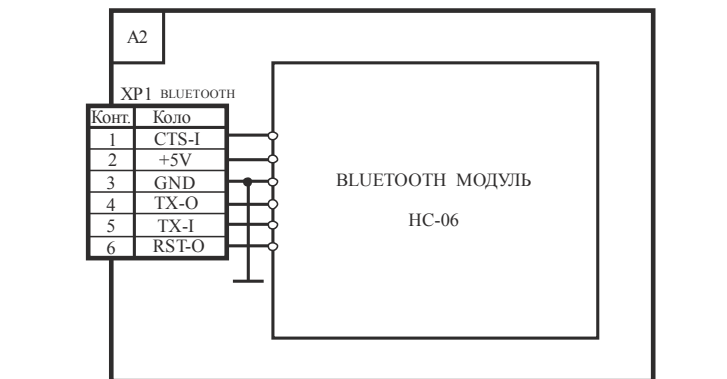 A2
XP1 BLUETOOTH
Конт. Коло
1 CTS-I
2 +5V
3 GND
4 TX-O
5 TX-I
6 RST-O
BLUETOOTH МОДУЛЬ
HC-06